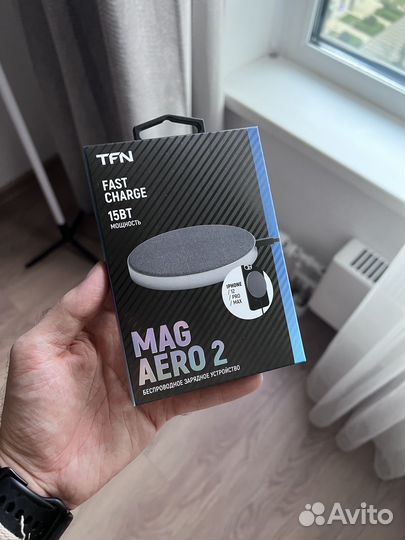 TFN
FAST
CHARGE
15ВТ
МОЩНОСТЬ
IPHONE
/ 12
/ PRO
/ MAX
MAG
AERO 2
БЕСПРОВОДНОЕ ЗАРЯДНОЕ УСТРОЙСТВО
Avito